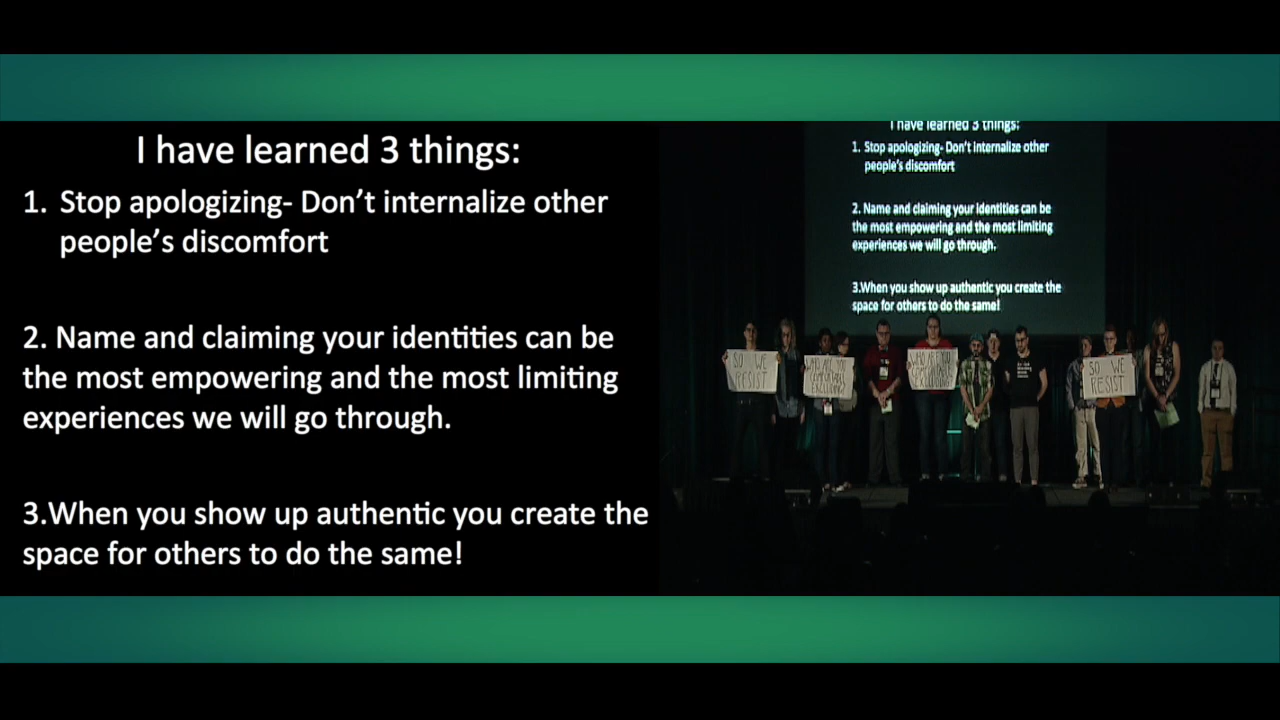 I have learned 3 things:
1. Stop apologizing- Don't internalize other
people's discomfort
2. Name and claiming your identities can be
the most empowering and the most limiting
experiences we will go through.
3.When you show up authentic you create the
space for others to do the same!
I have learned 3 things:
1. Stop apologizing- Don't internalize other
people's discomfort
2. Name and claiming your identities can be
the most empowering and the most limiting
experiences we will go through.
3.When you show up authentic you create the
space for others to do the same!
SO WE
RESIST
WHO ARE YOU
SO WE
RESIST